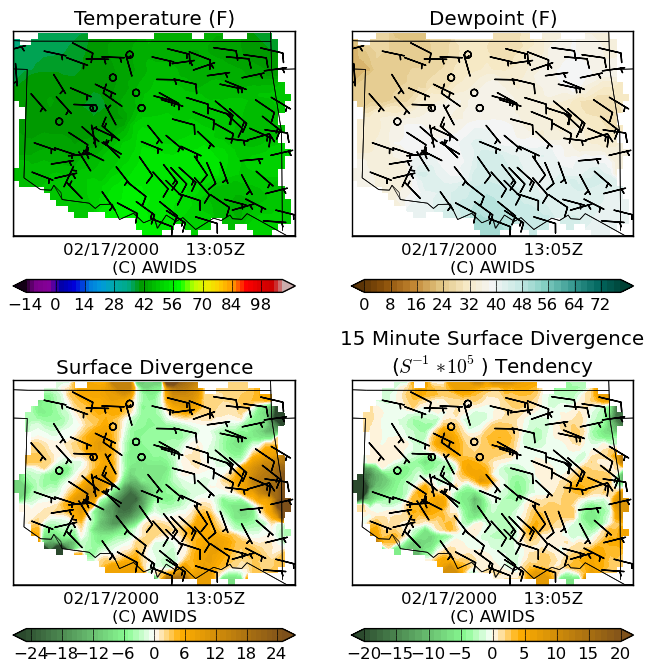 Temperature (F)
Dewpoint (F)
02/17/2000 13:05Z
(C) AWIDS
02/17/2000 13:05Z
(C) AWIDS
−14 0 14 28 42 56 70 84 98
0 8 16 24 32 40 48 56 64 72
Surface Divergence
15 Minute Surface Divergence
(S⁻¹ *10⁵ ) Tendency
02/17/2000 13:05Z
(C) AWIDS
02/17/2000 13:05Z
(C) AWIDS
−24 −18 −12 −6 0 6 12 18 24
−20 −15 −10 −5 0 5 10 15 20